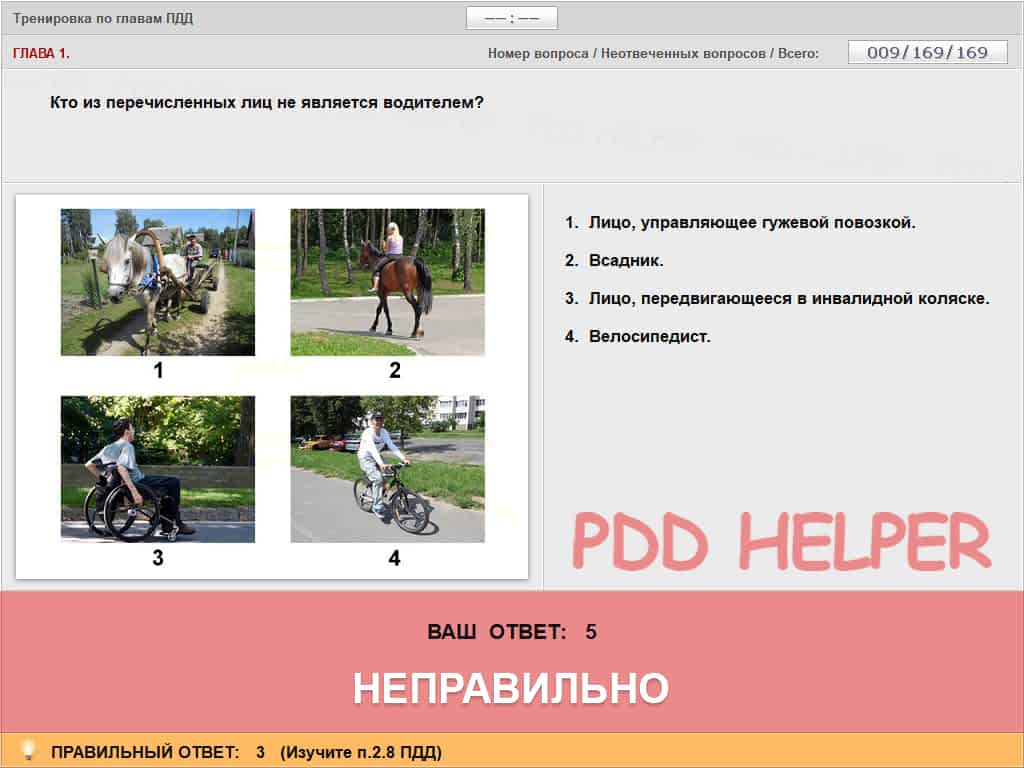 Тренировка по главам ПДД
—— : ——
ГЛАВА 1.
Номер вопроса / Неотвеченных вопросов / Всего:
009/169/169
Кто из перечисленных лиц не является водителем?
1. Лицо, управляющее гужевой повозкой.
2. Всадник.
3. Лицо, передвигающееся в инвалидной коляске.
4. Велосипедист.
1
2
3
4
PDD HELPER
ВАШ ОТВЕТ: 5
НЕПРАВИЛЬНО
ПРАВИЛЬНЫЙ ОТВЕТ: 3 (Изучите п.2.8 ПДД)